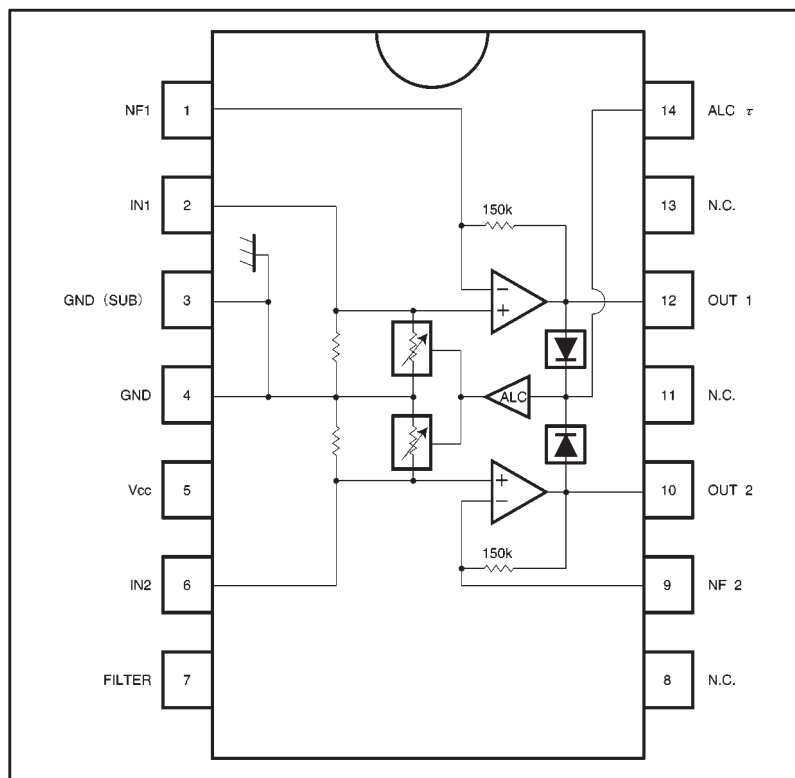 NF1 1
IN1 2
GND (SUB) 3
GND 4
Vcc 5
IN2 6
FILTER 7
150k
ALC
150k
14 ALC τ
13 N.C.
12 OUT 1
11 N.C.
10 OUT 2
9 NF 2
8 N.C.